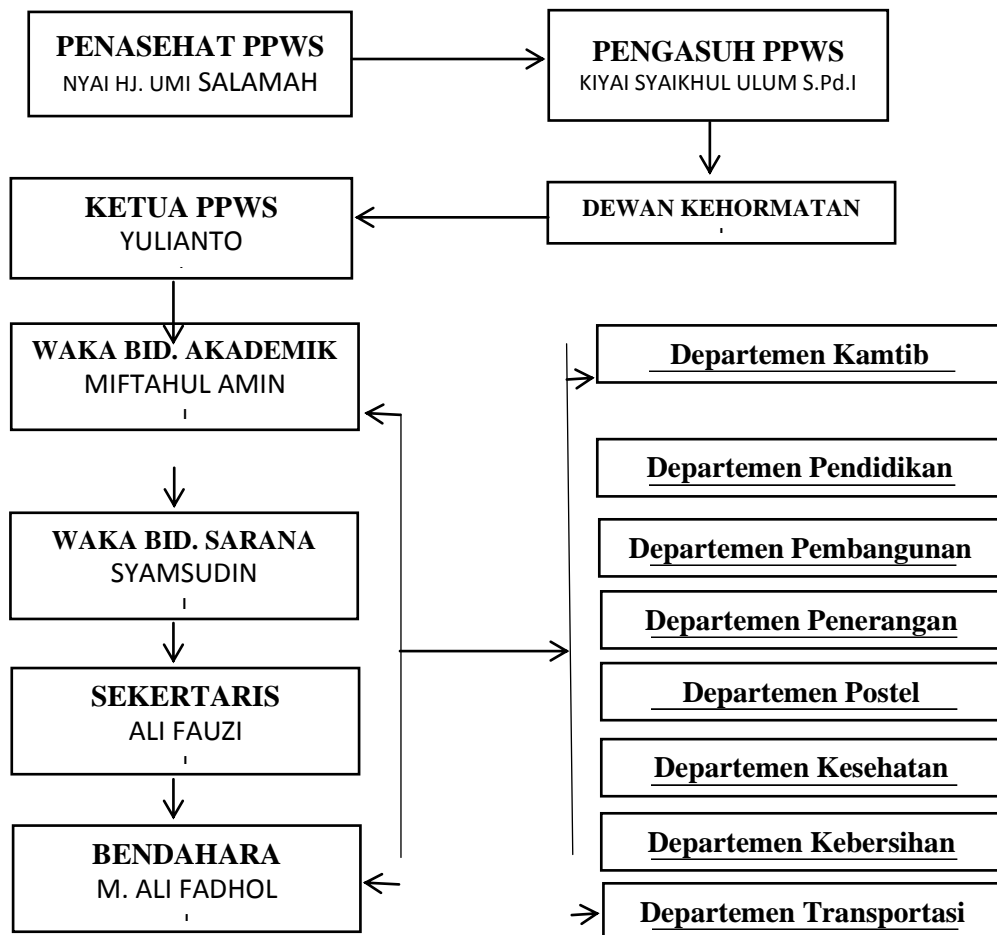 PENASEHAT PPWS
NYAI HJ. UMI SALAMAH
PENGASUH PPWS
KIYAI SYAIKHUL ULUM S.Pd.I
KETUA PPWS
YULIANTO
DEWAN KEHORMATAN
WAKA BID. AKADEMIK
MIFTAHUL AMIN
WAKA BID. SARANA
SYAMSUDIN
SEKERTARIS
ALI FAUZI
BENDAHARA
M. ALI FADHOL
Departemen Kamtib
Departemen Pendidikan
Departemen Pembangunan
Departemen Penerangan
Departemen Postel
Departemen Kesehatan
Departemen Kebersihan
Departemen Transportasi